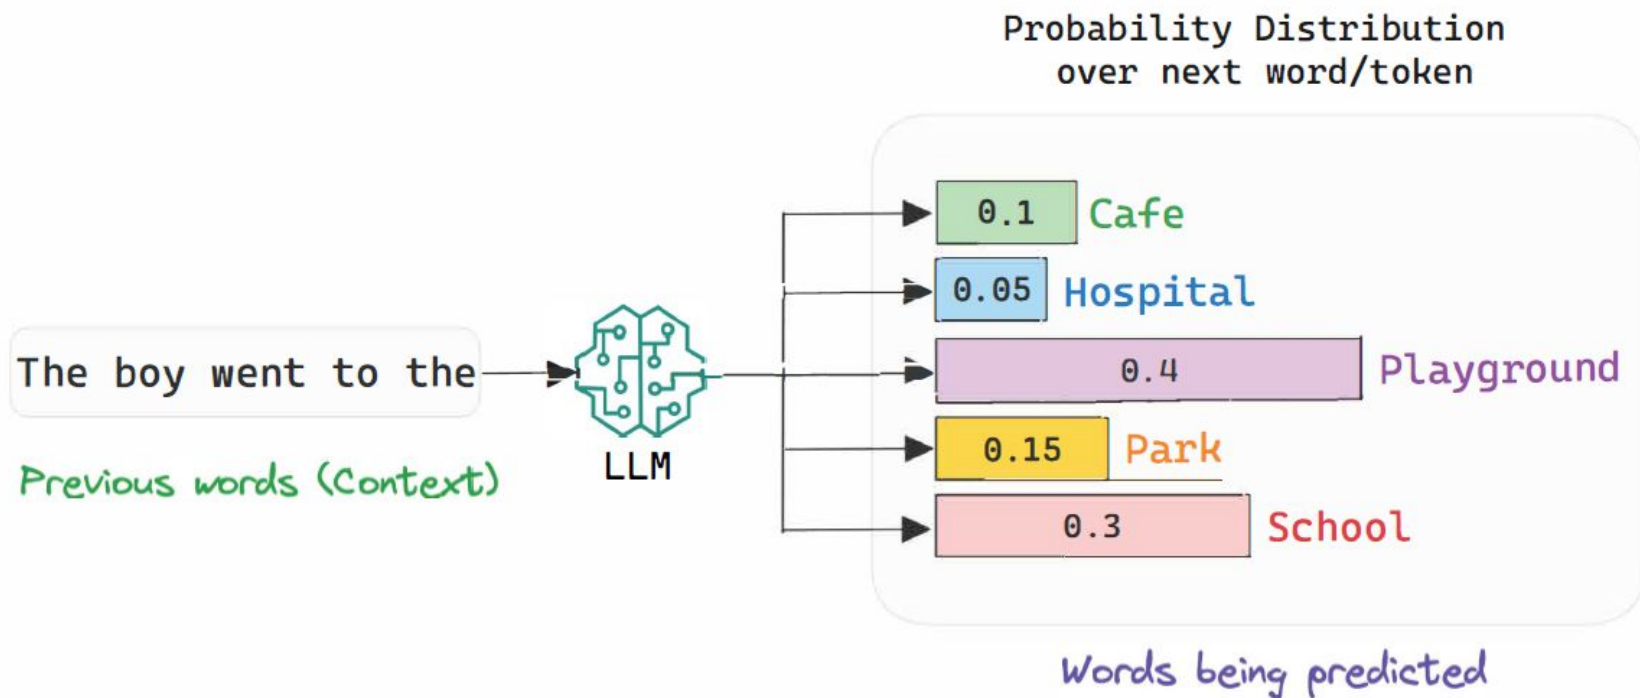 Probability Distribution
over next word/token
0.1 Cafe
0.05 Hospital
The boy went to the
0.4 Playground
0.15 Park
Previous words (Context)
LLM
0.3 School
Words being predicted